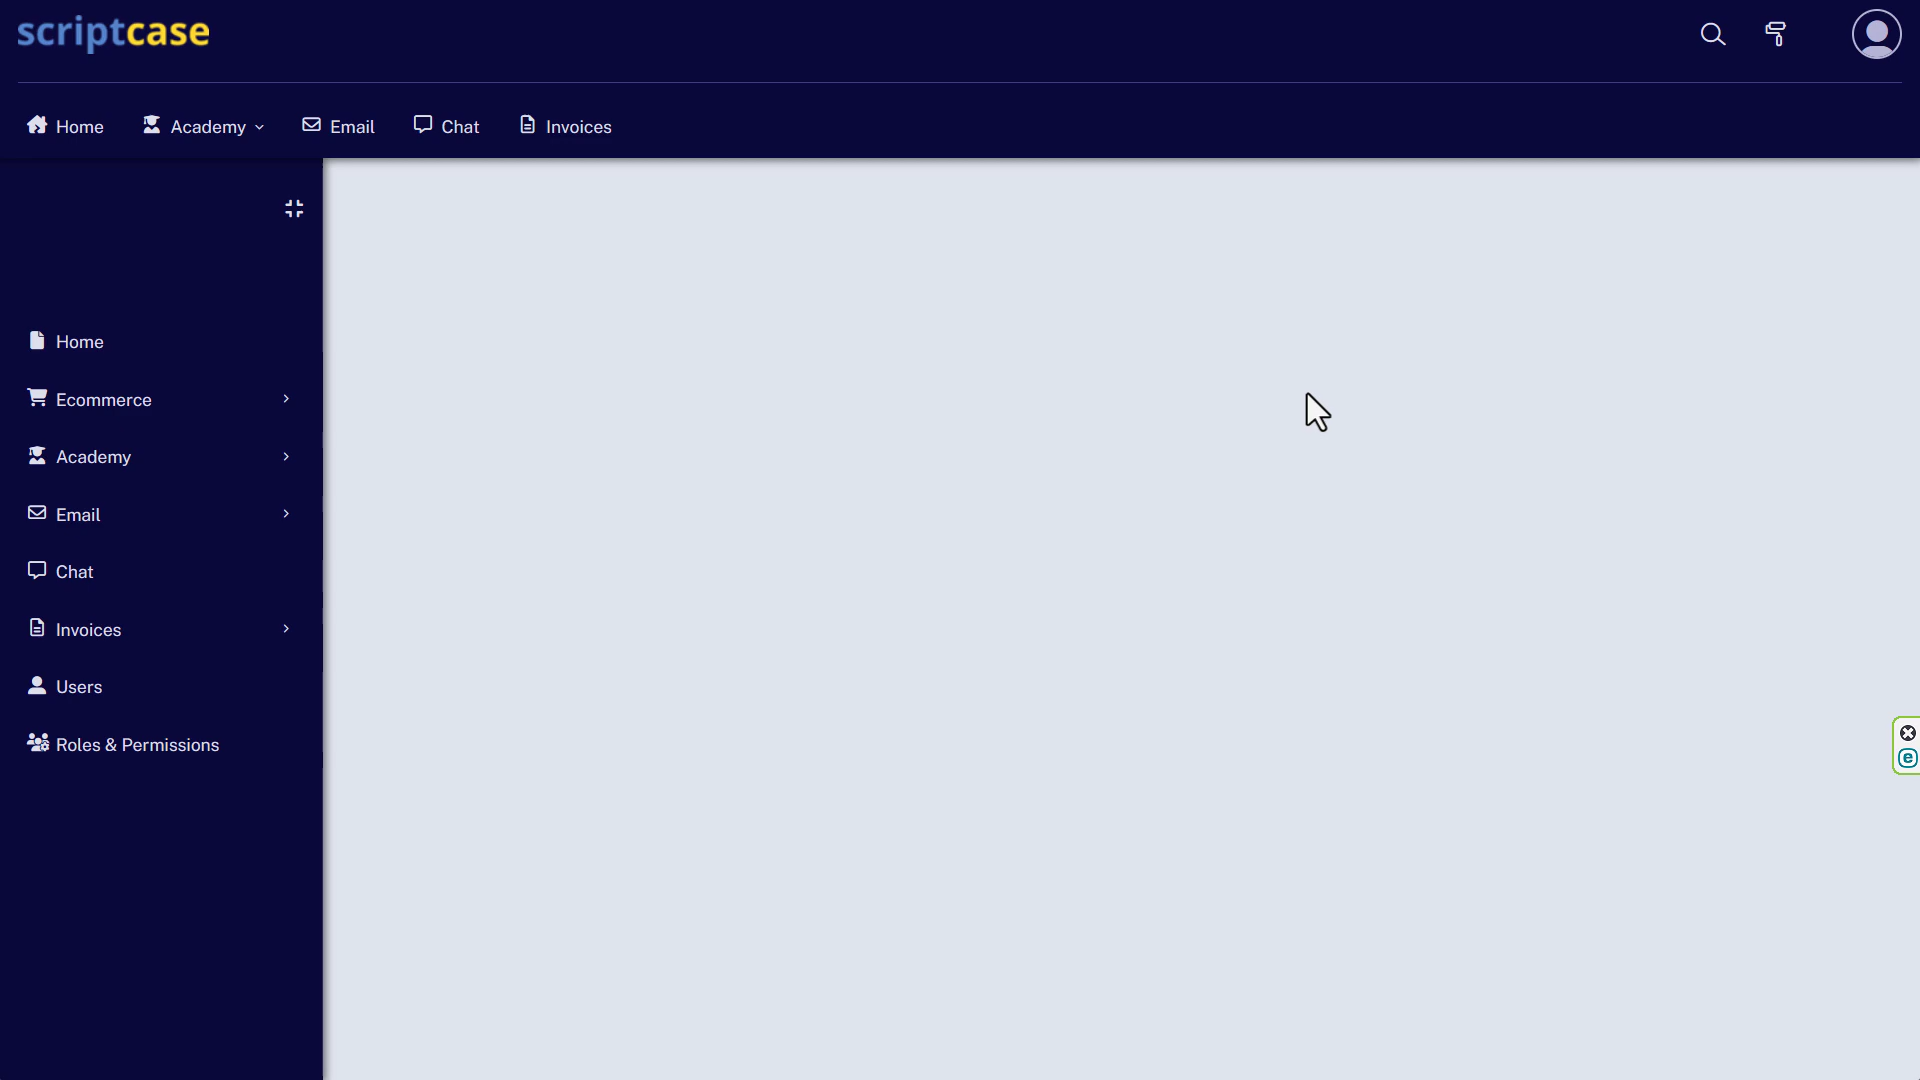 scriptcase
Home Academy Email Chat Invoices
Home
Ecommerce
Academy
Email
Chat
Invoices
Users
Roles & Permissions
e